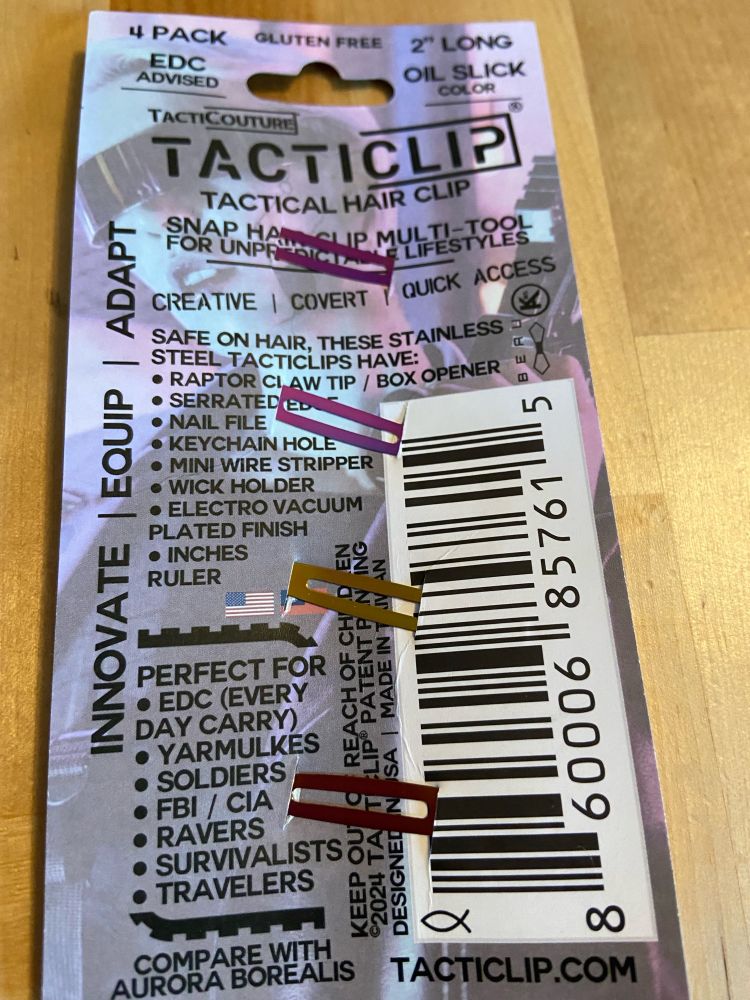 4 PACK
GLUTEN FREE
2" LONG
EDC
ADVISED
OIL SLICK
COLOR
TACTICOUTURE
TACTICLIP®
TACTICAL HAIR CLIP
SNAP HAIR CLIP MULTI-TOOL
FOR UNPREDICTABLE LIFESTYLES
CREATIVE | COVERT | QUICK ACCESS
SAFE ON HAIR, THESE STAINLESS
STEEL TACTICLIPS HAVE:
• RAPTOR CLAW TIP / BOX OPENER
• SERRATED EDGE
• NAIL FILE
• KEYCHAIN HOLE
• MINI WIRE STRIPPER
• WICK HOLDER
• ELECTRO VACUUM
PLATED FINISH
• INCHES
RULER
INNOVATE | EQUIP | ADAPT
PERFECT FOR
• EDC (EVERY
DAY CARRY)
• YARMULKES
• SOLDIERS
• FBI / CIA
• RAVERS
• SURVIVALISTS
• TRAVELERS
COMPARE WITH
AURORA BOREALIS
KEEP OUT OF REACH OF CHILDREN
©2024 TACTICLIP® PATENT PENDING
DESIGNED IN USA | MADE IN TAIWAN
8 60006 85761 5
TACTICLIP.COM